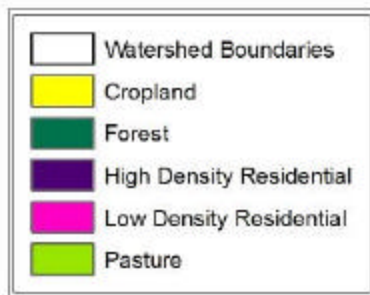 Watershed Boundaries
Cropland
Forest
High Density Residential
Low Density Residential
Pasture